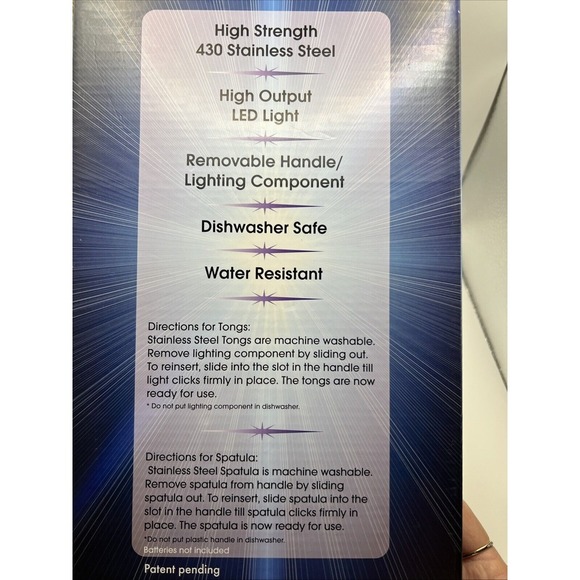 High Strength
430 Stainless Steel
High Output
LED Light
Removable Handle/
Lighting Component
Dishwasher Safe
Water Resistant
Directions for Tongs:
Stainless Steel Tongs are machine washable.
Remove lighting component by sliding out.
To reinsert, slide into the slot in the handle till
light clicks firmly in place. The tongs are now
ready for use.
* Do not put lighting component in dishwasher.
Directions for Spatula:
Stainless Steel Spatula is machine washable.
Remove spatula from handle by sliding
spatula out. To reinsert, slide spatula into the
slot in the handle till spatula clicks firmly in
place. The spatula is now ready for use.
*Do not put plastic handle in dishwasher.
Batteries not included
Patent pending